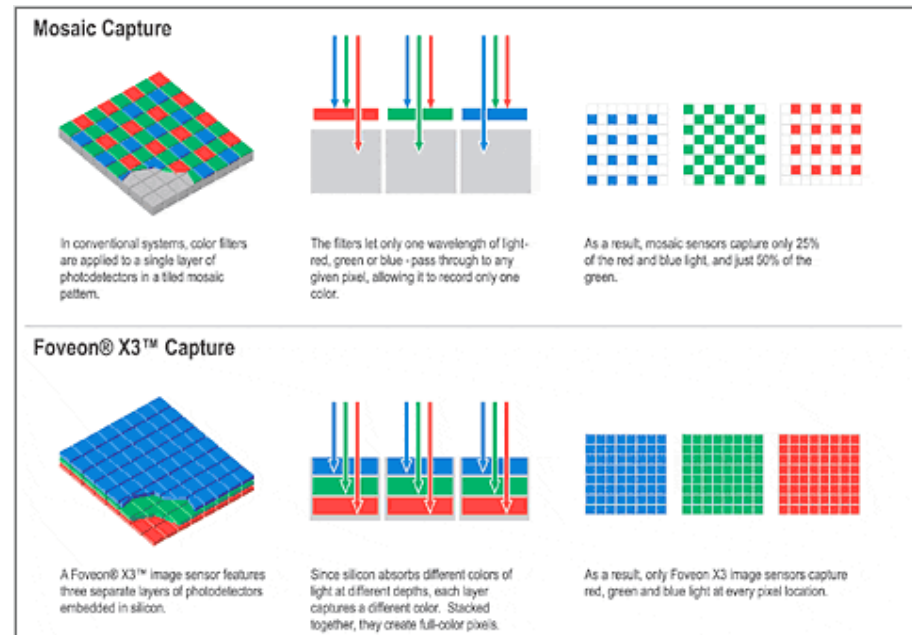 Mosaic Capture
In conventional systems, color filters
are applied to a single layer of
photodetectors in a tiled mosaic
pattern.
The filters let only one wavelength of light-
red, green or blue - pass through to any
given pixel, allowing it to record only one
color.
As a result, mosaic sensors capture only 25%
of the red and blue light, and just 50% of the
green.
Foveon® X3™ Capture
A Foveon® X3™ image sensor features
three separate layers of photodetectors
embedded in silicon.
Since silicon absorbs different colors of
light at different depths, each layer
captures a different color. Stacked
together, they create full-color pixels.
As a result, only Foveon X3 image sensors capture
red, green and blue light at every pixel location.